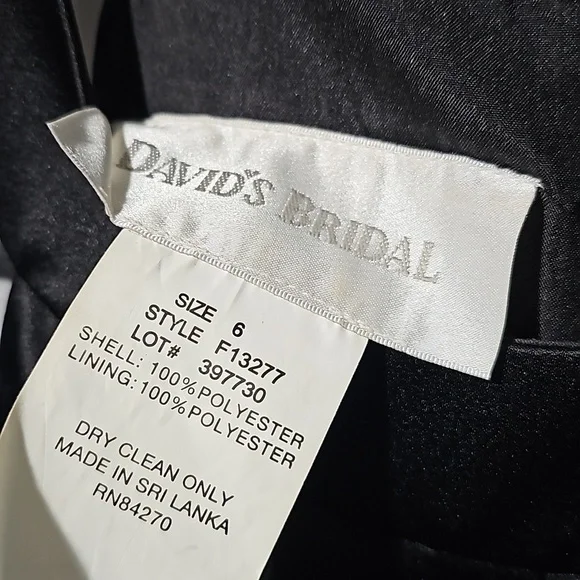 DAVID'S BRIDAL
SIZE 6
STYLE F13277
LOT# 397730
SHELL: 100% POLYESTER
LINING: 100% POLYESTER
DRY CLEAN ONLY
MADE IN SRI LANKA
RN84270